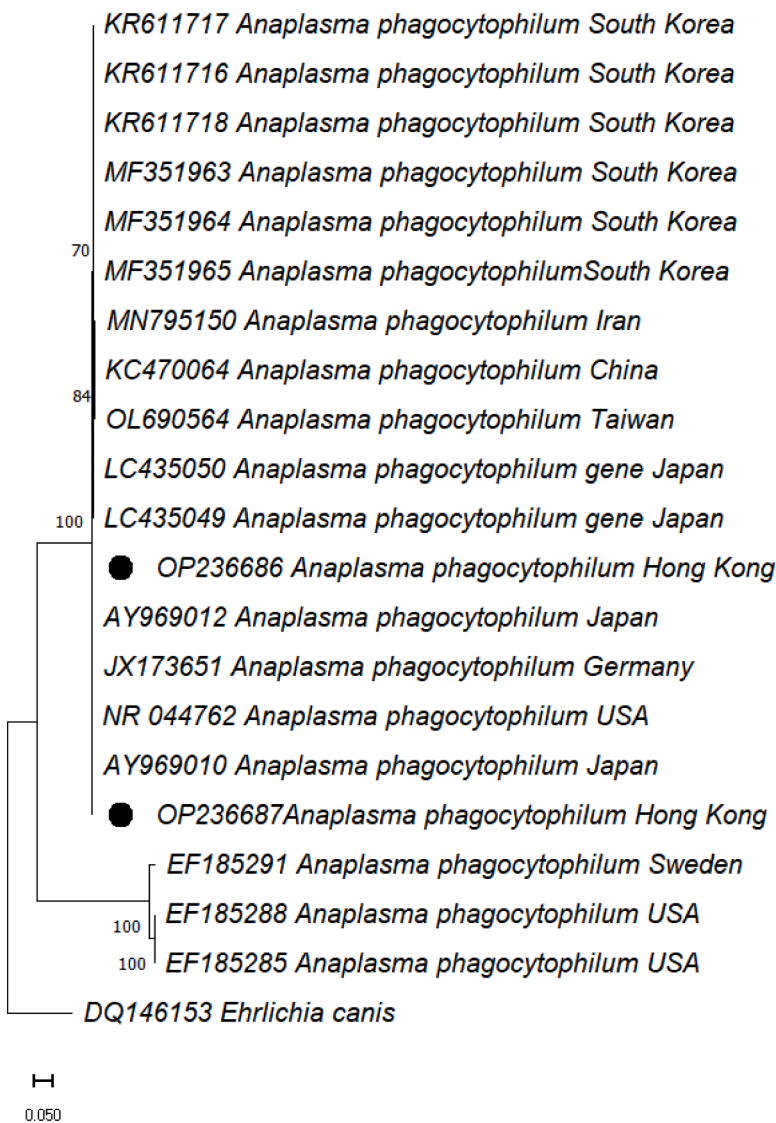 KR611717 Anaplasma phagocytophilum South Korea
KR611716 Anaplasma phagocytophilum South Korea
KR611718 Anaplasma phagocytophilum South Korea
MF351963 Anaplasma phagocytophilum South Korea
MF351964 Anaplasma phagocytophilum South Korea
70
MF351965 Anaplasma phagocytophilumSouth Korea
MN795150 Anaplasma phagocytophilum Iran
KC470064 Anaplasma phagocytophilum China
84
OL690564 Anaplasma phagocytophilum Taiwan
LC435050 Anaplasma phagocytophilum gene Japan
LC435049 Anaplasma phagocytophilum gene Japan
100
OP236686 Anaplasma phagocytophilum Hong Kong
AY969012 Anaplasma phagocytophilum Japan
JX173651 Anaplasma phagocytophilum Germany
NR 044762 Anaplasma phagocytophilum USA
AY969010 Anaplasma phagocytophilum Japan
OP236687Anaplasma phagocytophilum Hong Kong
EF185291 Anaplasma phagocytophilum Sweden
EF185288 Anaplasma phagocytophilum USA
100
EF185285 Anaplasma phagocytophilum USA
100
DQ146153 Ehrlichia canis
0.050